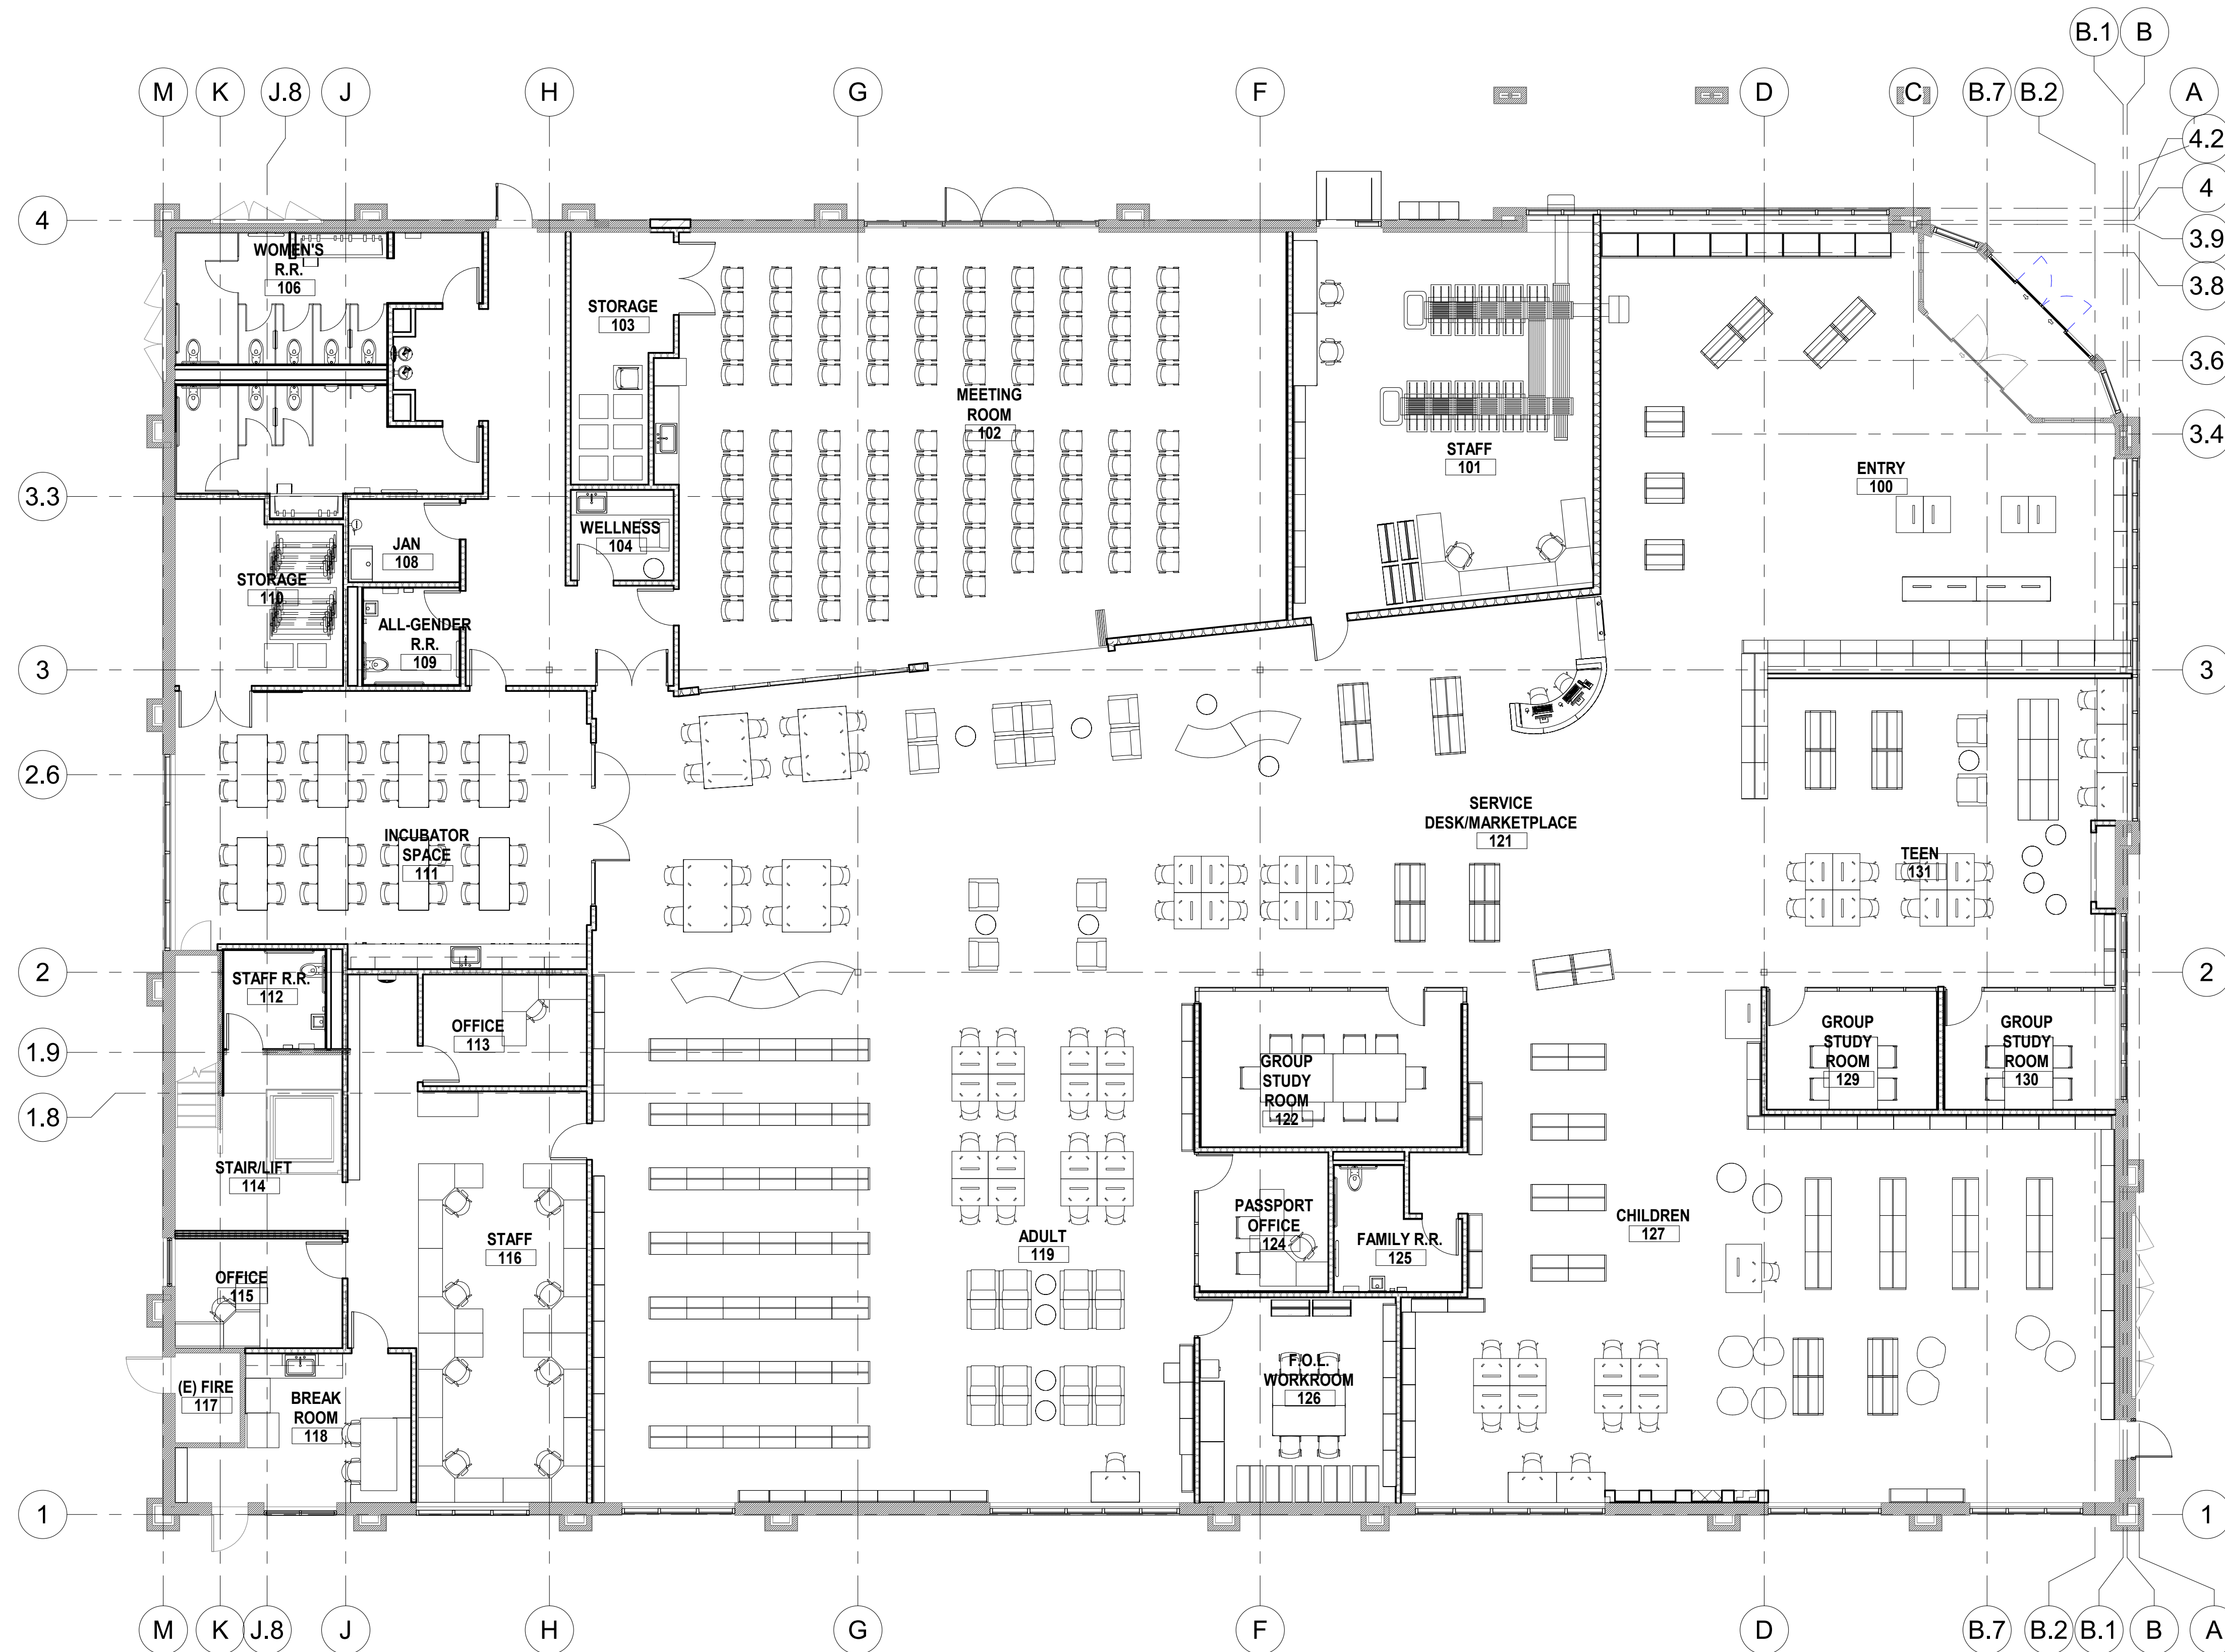 B.1
B
M
K
J.8
J
H
G
F
D
C
B.7
B.2
A
4.2
4
4
3.9
3.8
3.6
3.4
3.3
3
3
2.6
2
2
1.9
1.8
1
1
WOMEN'S
R.R.
106
STORAGE
103
MEETING
ROOM
102
STAFF
101
ENTRY
100
WELLNESS
104
JAN
108
STORAGE
110
ALL-GENDER
R.R.
109
INCUBATOR
SPACE
111
SERVICE
DESK/MARKETPLACE
121
TEEN
131
STAFF R.R.
112
OFFICE
113
GROUP
STUDY
ROOM
122
GROUP
STUDY
ROOM
129
GROUP
STUDY
ROOM
130
STAIR/LIFT
114
STAFF
116
ADULT
119
PASSPORT
OFFICE
124
FAMILY R.R.
125
CHILDREN
127
OFFICE
115
(E) FIRE
117
BREAK
ROOM
118
F.O.L.
WORKROOM
126
M
K
J.8
J
H
G
F
D
B.7
B.2
B.1
B
A